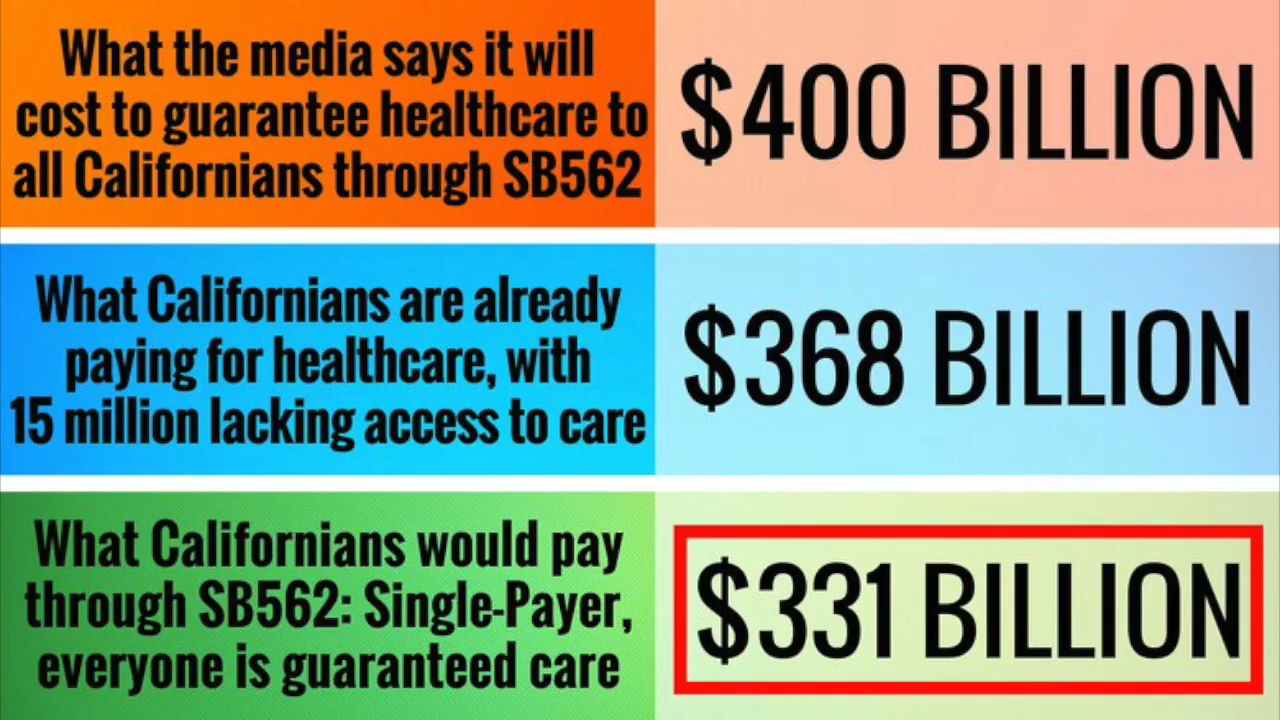 What the media says it will
cost to guarantee healthcare to
all Californians through SB562
$400 BILLION
What Californians are already
paying for healthcare, with
15 million lacking access to care
$368 BILLION
What Californians would pay
through SB562: Single-Payer,
everyone is guaranteed care
$331 BILLION